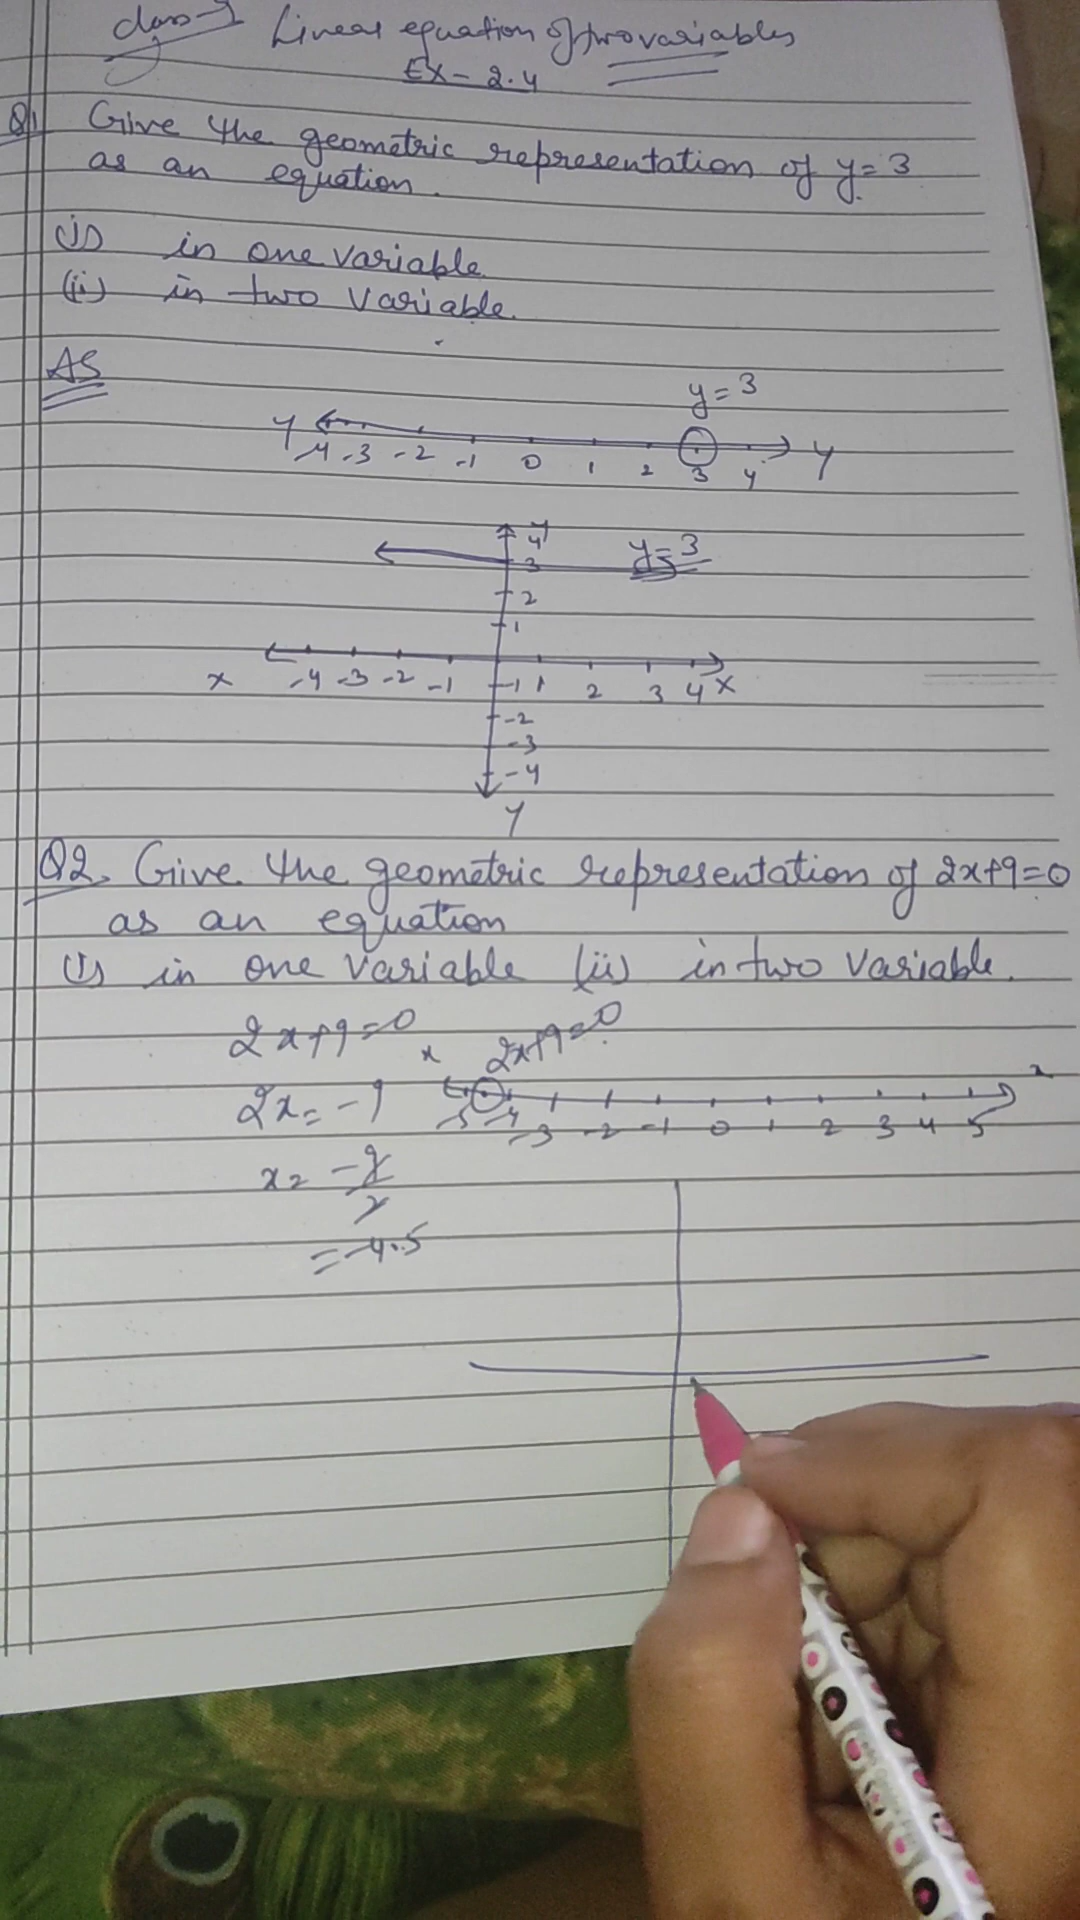 class-9 Linear equation of two variables
EX-2.4
Q1 Give the geometric representation of y=3
as an equation.
(i) in one variable
(ii) in two variable.
AS
y=3
Y -4 -3 -2 -1 0 1 2 3 4 Y
Y
4
3 y=3
2
1
X -4 -3 -2 -1 1 2 3 4 X
-1
-2
-3
-4
Y
Q2. Give the geometric representation of 2x+9=0
as an equation
(i) in one variable (ii) in two variable.
2x+9=0
x 2x+9=0 x
2x=-9
-5 -4 -3 -2 -1 0 1 2 3 4 5
x= -9
2
=-4.5